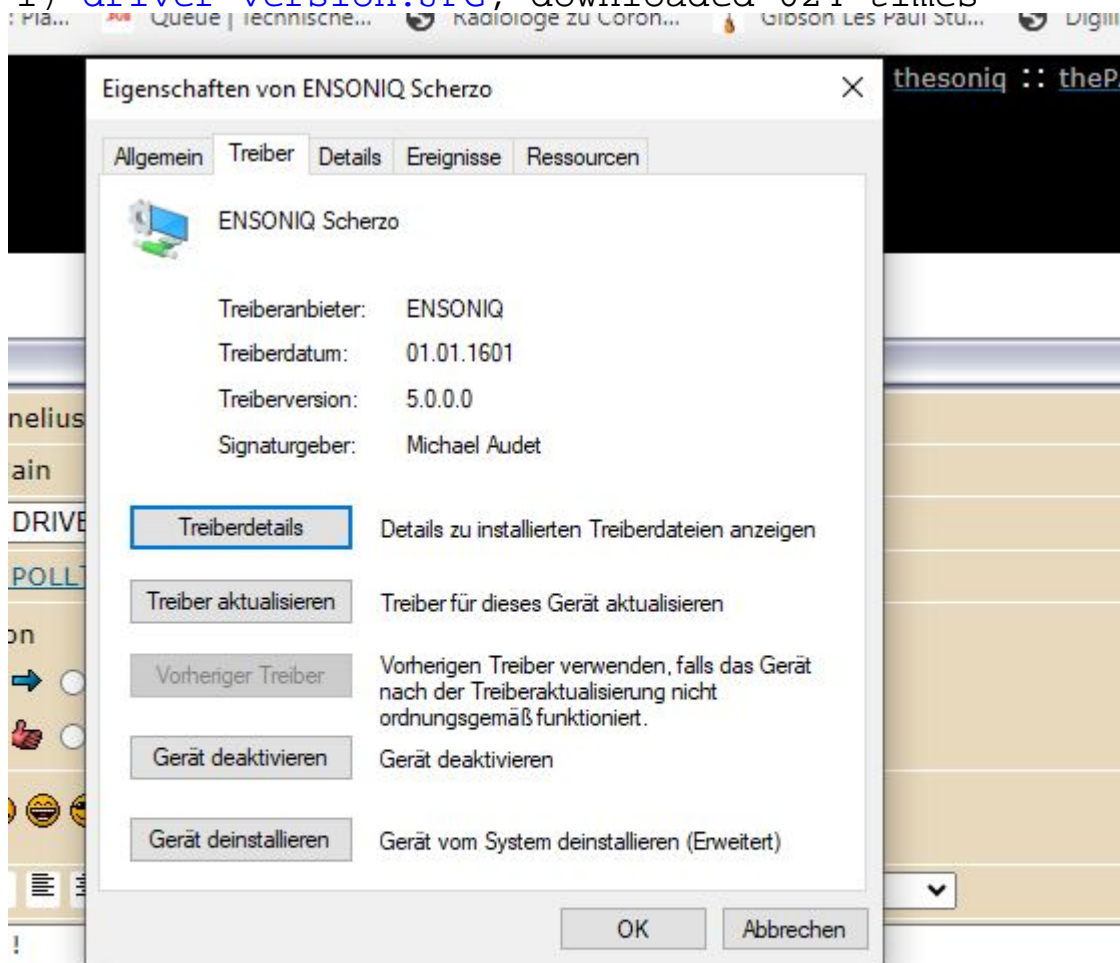 driver version.JPG, downloaded 624 times
Queue | Technische... Radiologe zu Coron... Gibson Les Paul Stu...
thesoniq :: theP
Eigenschaften von ENSONIQ Scherzo
Allgemein Treiber Details Ereignisse Ressourcen
ENSONIQ Scherzo
Treiberanbieter: ENSONIQ
Treiberdatum: 01.01.1601
Treiberversion: 5.0.0.0
Signaturgeber: Michael Audet
nelius
ain
DRIVE
POLL
on
Treiberdetails Details zu installierten Treiberdateien anzeigen
Treiber aktualisieren Treiber für dieses Gerät aktualisieren
Vorheriger Treiber Vorherigen Treiber verwenden, falls das Gerät
nach der Treiberaktualisierung nicht
ordnungsgemäß funktioniert.
Gerät deaktivieren Gerät deaktivieren
Gerät deinstallieren Gerät vom System deinstallieren (Erweitert)
OK Abbrechen
!